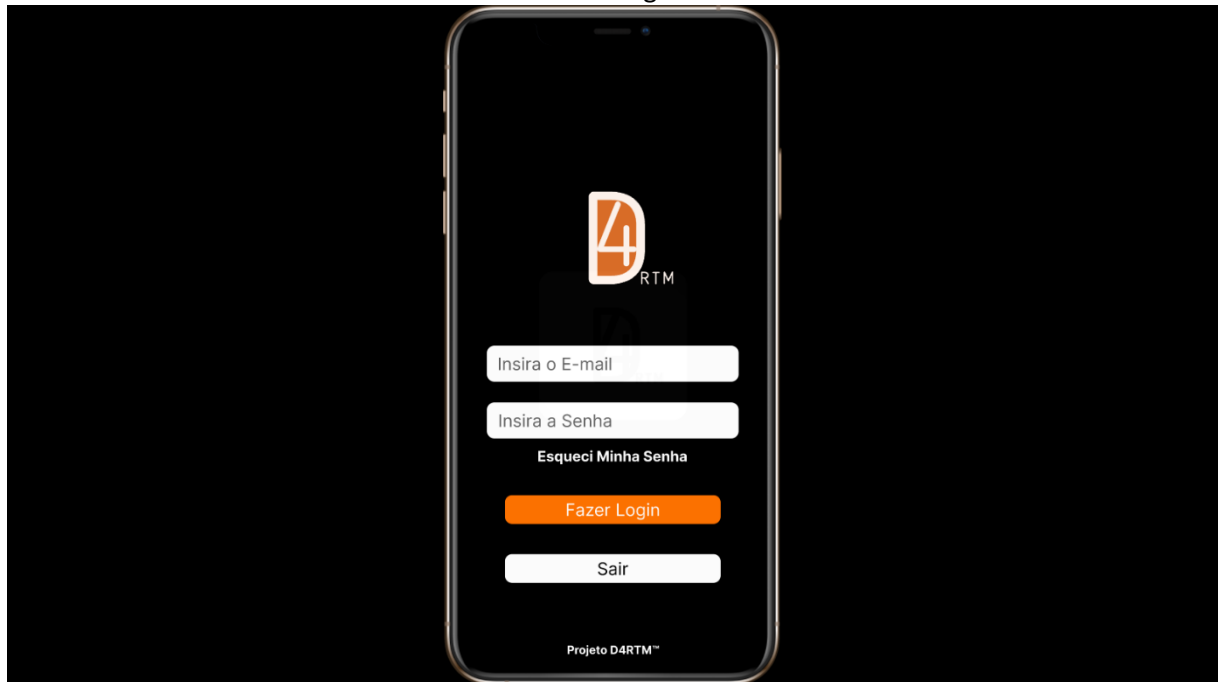 D4
RTM
Insira o E-mail
Insira a Senha
Esqueci Minha Senha
Fazer Login
Sair
Projeto D4RTM™